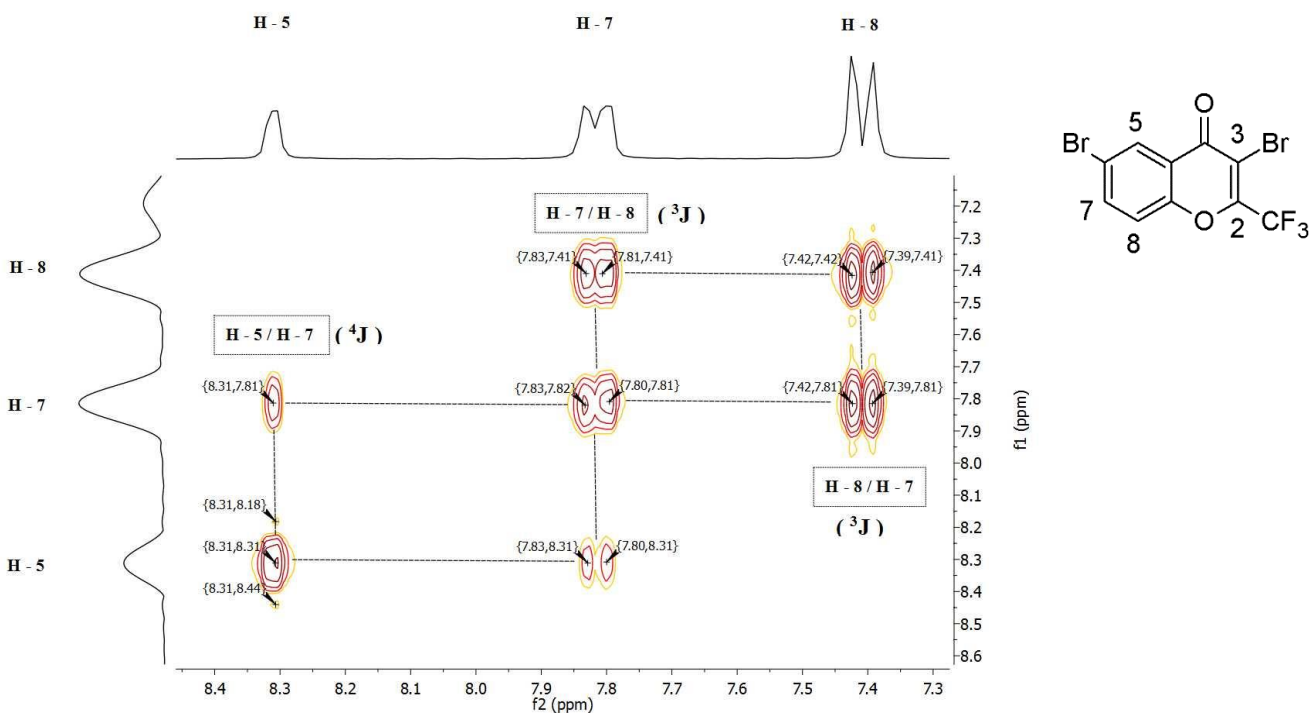 H - 5
H - 7
H - 8
O
Br
5
3
Br
7
8
O
2
CF3
H - 8
H - 7
H - 5
H - 7 / H - 8
( 3J )
{7.83,7.41}
{7.81,7.41}
{7.42,7.42}
{7.39,7.41}
H - 5 / H - 7
( 4J )
{8.31,7.81}
{7.83,7.82}
{7.80,7.81}
{7.42,7.81}
{7.39,7.81}
H - 8 / H - 7
( 3J )
{8.31,8.18}
{8.31,8.31}
{8.31,8.44}
{7.83,8.31}
{7.80,8.31}
7.2
7.3
7.4
7.5
7.6
7.7
7.8
7.9
8.0
8.1
8.2
8.3
8.4
8.5
8.6
f1 (ppm)
8.4 8.3 8.2 8.1 8.0 7.9 7.8 7.7 7.6 7.5 7.4 7.3
f2 (ppm)